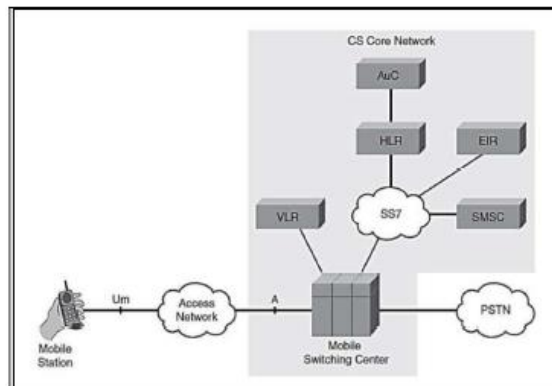 CS Core Network
AuC
HLR
EIR
VLR
SS7
SMSC
Um
Access
Network
A
PSTN
Mobile
Station
Mobile
Switching Center